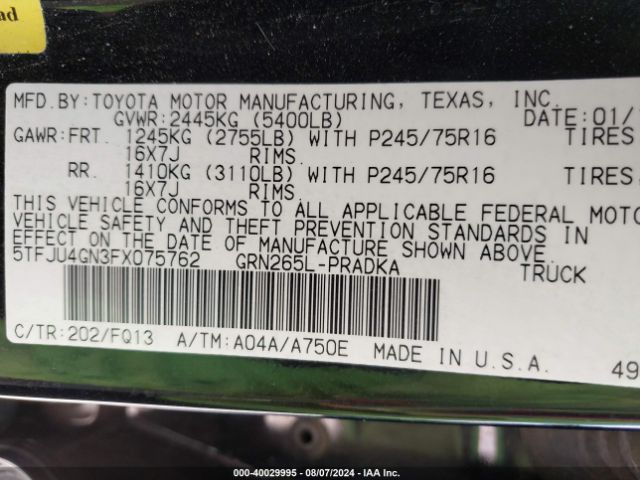 ad
MFD.BY:TOYOTA MOTOR MANUFACTURING, TEXAS, INC.
GVWR:2445KG (5400LB) DATE:01/
GAWR:FRT. 1245KG (2755LB) WITH P245/75R16 TIRES
16X7J RIMS
RR. 1410KG (3110LB) WITH P245/75R16 TIRES.
16X7J RIMS.
THIS VEHICLE CONFORMS TO ALL APPLICABLE FEDERAL MOTO
VEHICLE SAFETY AND THEFT PREVENTION STANDARDS IN
EFFECT ON THE DATE OF MANUFACTURE SHOWN ABOVE.
5TFJU4GN3FX075762 GRN265L-PRADKA TRUCK
C/TR:202/FQ13 A/TM:A04A/A750E MADE IN U.S.A. 49
000-40029995 - 08/07/2024 - IAA Inc.